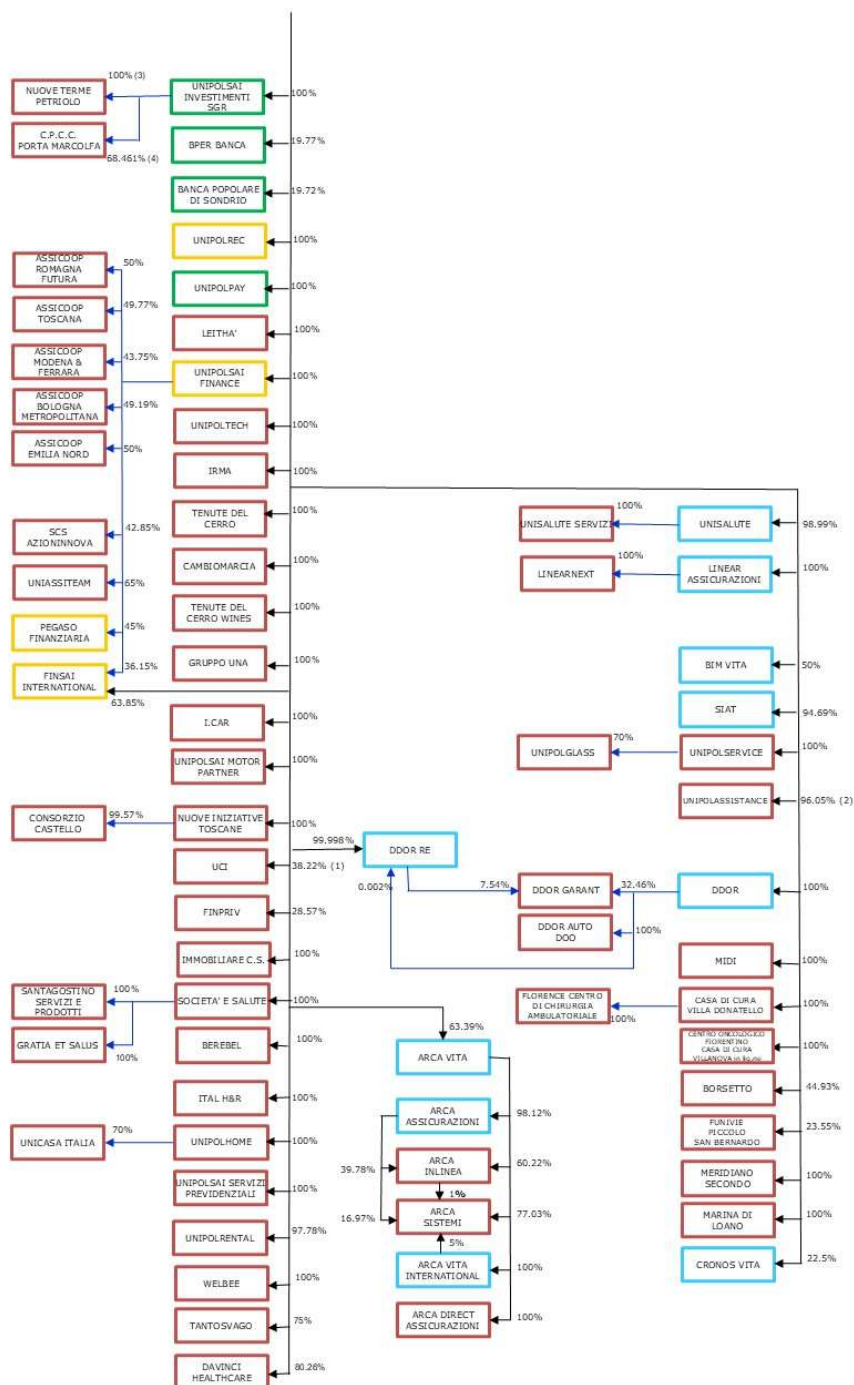 100% (3)
NUOVE TERME
PETRIOLO
UNIPOLSAI
INVESTIMENTI
SGR
100%
C.P.C.C.
PORTA MARCOLFA
68.461% (4)
BPER BANCA
19.77%
BANCA POPOLARE
DI SONDRIO
19.72%
UNIPOLREC
100%
ASSICOOP
ROMAGNA
FUTURA
50%
UNIPOLPAY
100%
ASSICOOP
TOSCANA
49.77%
LEITHA'
100%
ASSICOOP
MODENA &
FERRARA
43.75%
UNIPOLSAI
FINANCE
100%
ASSICOOP
BOLOGNA
METROPOLITANA
49.19%
UNIPOLTECH
100%
ASSICOOP
EMILIA NORD
50%
IRMA
100%
SCS
AZIONINNOVA
42.85%
TENUTE DEL
CERRO
100%
UNIASSITEAM
65%
CAMBIOMARCIA
100%
PEGASO
FINANZIARIA
45%
TENUTE DEL
CERRO WINES
100%
FINSAI
INTERNATIONAL
36.15%
63.85%
GRUPPO UNA
100%
I.CAR
100%
UNIPOLSAI MOTOR
PARTNER
100%
CONSORZIO
CASTELLO
99.57%
NUOVE INIZIATIVE
TOSCANE
100%
UCI
38.22% (1)
FINPRIV
28.57%
IMMOBILIARE C.S.
100%
SANTAGOSTINO
SERVIZI E
PRODOTTI
100%
SOCIETA' E SALUTE
100%
GRATIA ET SALUS
100%
BEREBEL
100%
ITAL H&R
100%
UNICASA ITALIA
70%
UNIPOLHOME
100%
UNIPOLSAI SERVIZI
PREVIDENZIALI
100%
UNIPOLRENTAL
97.78%
WELBEE
100%
TANTOSVAGO
75%
DAVINCI
HEALTHCARE
80.26%
99.998%
DDOR RE
0.002%
7.54%
DDOR GARANT
32.46%
DDOR
100%
DDOR AUTO
DOO
100%
63.39%
ARCA VITA
ARCA
ASSICURAZIONI
98.12%
39.78%
ARCA
INLINEA
60.22%
1%
16.97%
ARCA
SISTEMI
77.03%
5%
ARCA VITA
INTERNATIONAL
100%
ARCA DIRECT
ASSICURAZIONI
100%
UNISALUTE SERVIZI
100%
UNISALUTE
98.99%
LINEARNEXT
100%
LINEAR
ASSICURAZIONI
100%
BIM VITA
50%
SIAT
94.69%
UNIPOLGLASS
70%
UNIPOLSERVICE
100%
UNIPOLASSISTANCE
96.05% (2)
MIDI
100%
FLORENCE CENTRO
DI CHIRURGIA
AMBULATORIALE
100%
CASA DI CURA
VILLA DONATELLO
100%
CENTRO ONCOLOGICO
FIORENTINO
CASA DI CURA
VILLANOVA in liq.ne
100%
BORSETTO
44.93%
FUNIVIE
PICCOLO
SAN BERNARDO
23.55%
MERIDIANO
SECONDO
100%
MARINA DI
LOANO
100%
CRONOS VITA
22.5%